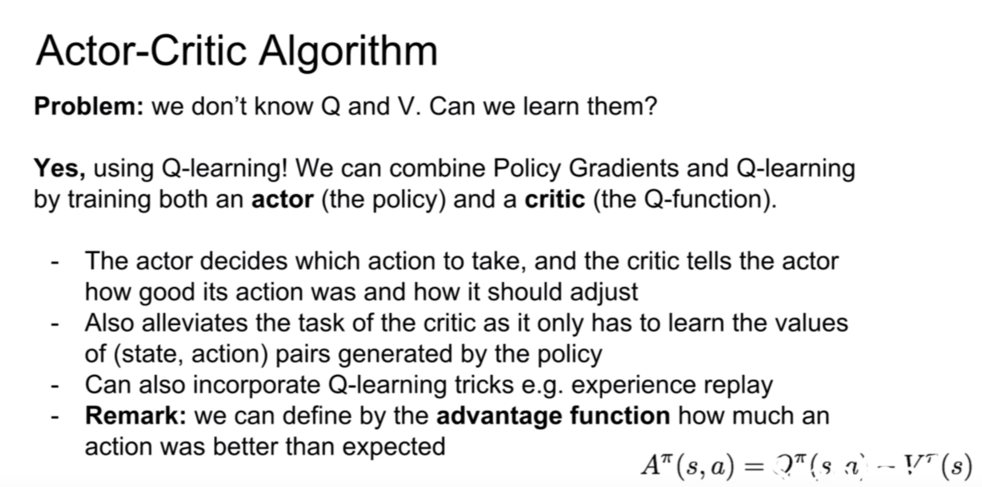 Actor-Critic Algorithm
Problem: we don't know Q and V. Can we learn them?
Yes, using Q-learning! We can combine Policy Gradients and Q-learning
by training both an actor (the policy) and a critic (the Q-function).
- The actor decides which action to take, and the critic tells the actor
how good its action was and how it should adjust
- Also alleviates the task of the critic as it only has to learn the values
of (state, action) pairs generated by the policy
- Can also incorporate Q-learning tricks e.g. experience replay
- Remark: we can define by the advantage function how much an
action was better than expected
A^π(s, a) = Q^π(s, a) − V^π(s)